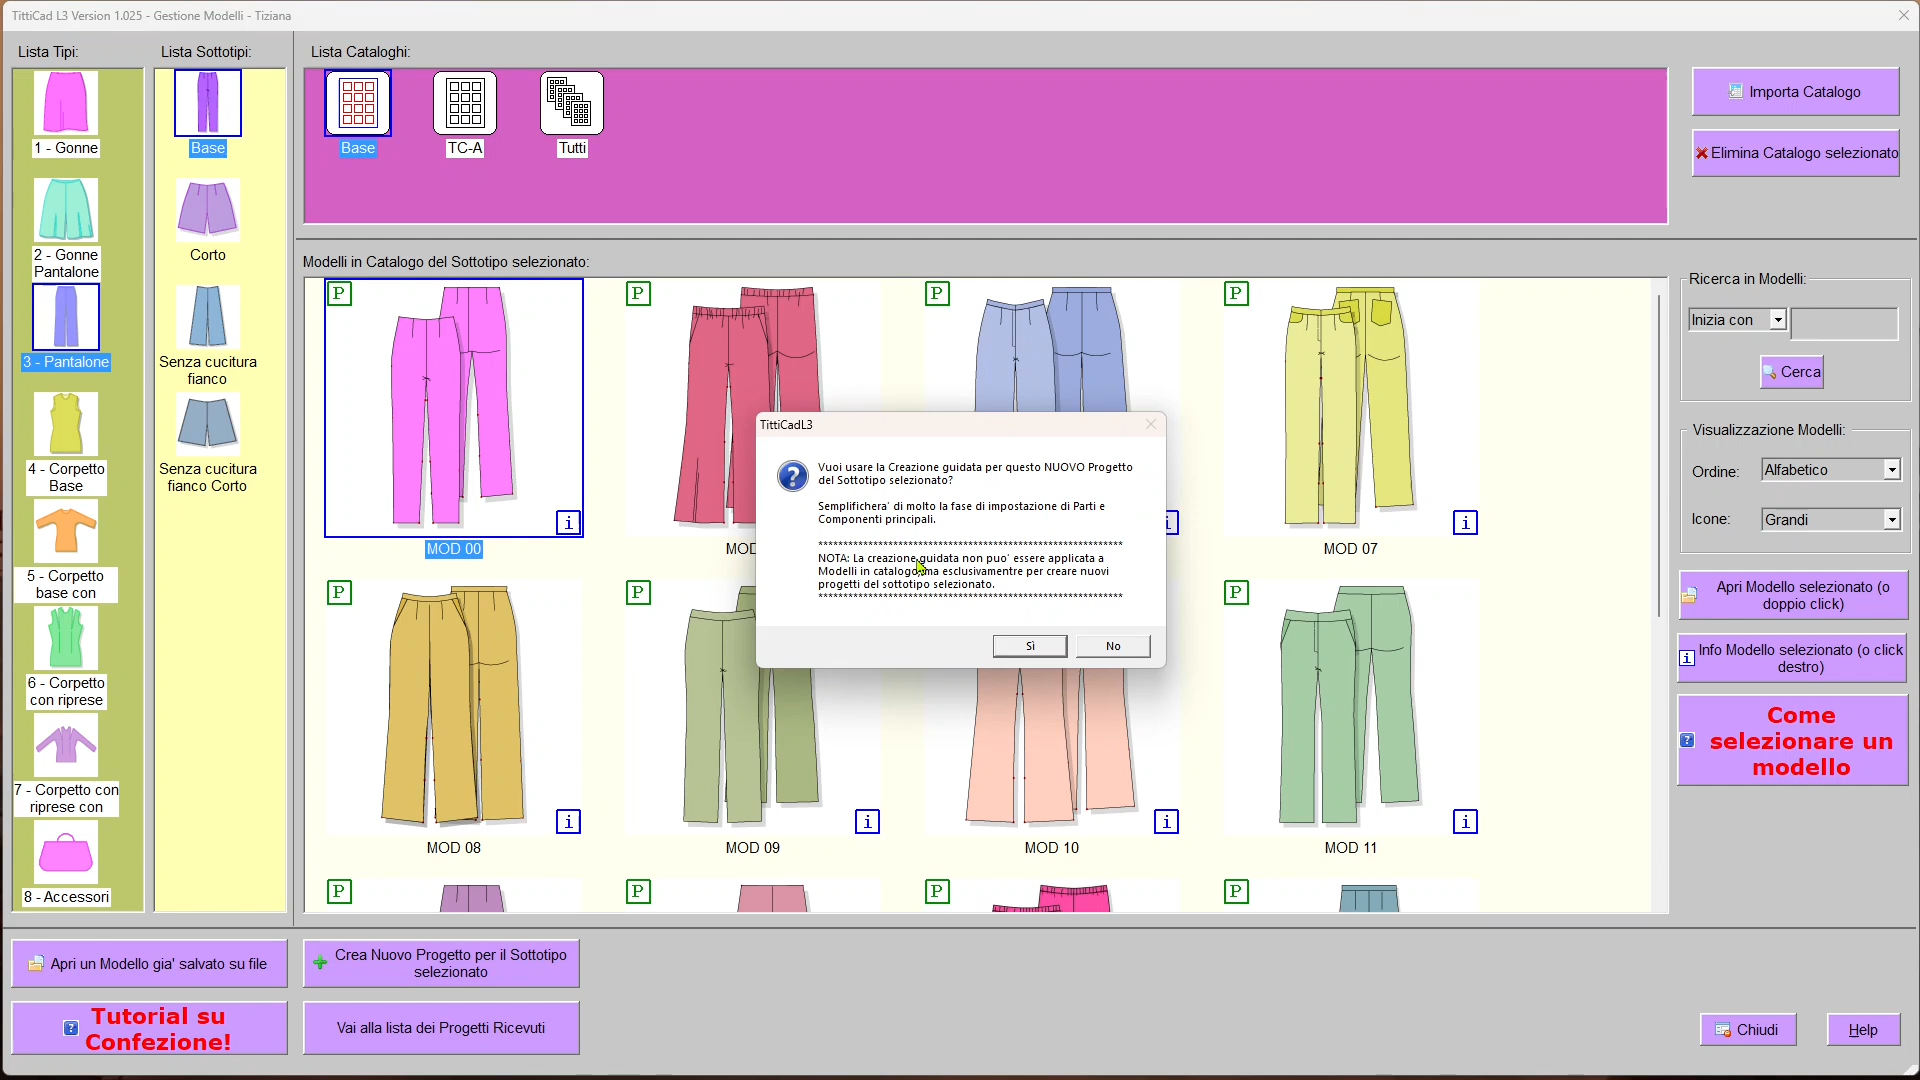 TittiCad L3 Version 1.025 - Gestione Modelli - Tiziana
Lista Tipi:
1 - Gonne
2 - Gonne
Pantalone
3 - Pantalone
4 - Corpetto
Base
5 - Corpetto
base con
6 - Corpetto
con riprese
7 - Corpetto con
riprese con
8 - Accessori
Lista Sottotipi:
Base
Corto
Senza cucitura
fianco
Senza cucitura
fianco Corto
Lista Cataloghi:
Base
TC-A
Tutti
Importa Catalogo
Elimina Catalogo selezionato
Modelli in Catalogo del Sottotipo selezionato:
P
P
P
P
i
i
i
MOD 00
MOD
MOD 07
P
P
P
i
i
i
i
MOD 08
MOD 09
MOD 10
MOD 11
P
P
P
P
TittiCadL3
Vuoi usare la Creazione guidata per questo NUOVO Progetto
del Sottotipo selezionato?
Semplifichera' di molto la fase di impostazione di Parti e
Componenti principali.
*************************************************************
NOTA: La creazione guidata non puo' essere applicata a
Modelli in catalogo ma esclusivamentre per creare nuovi
progetti del sottotipo selezionato.
*************************************************************
Sì
No
Ricerca in Modelli:
Inizia con
Cerca
Visualizzazione Modelli:
Ordine:
Alfabetico
Icone:
Grandi
Apri Modello selezionato (o
doppio click)
Info Modello selezionato (o click
destro)
Come
selezionare un
modello
Apri un Modello gia' salvato su file
Crea Nuovo Progetto per il Sottotipo
selezionato
Tutorial su
Confezione!
Vai alla lista dei Progetti Ricevuti
Chiudi
Help